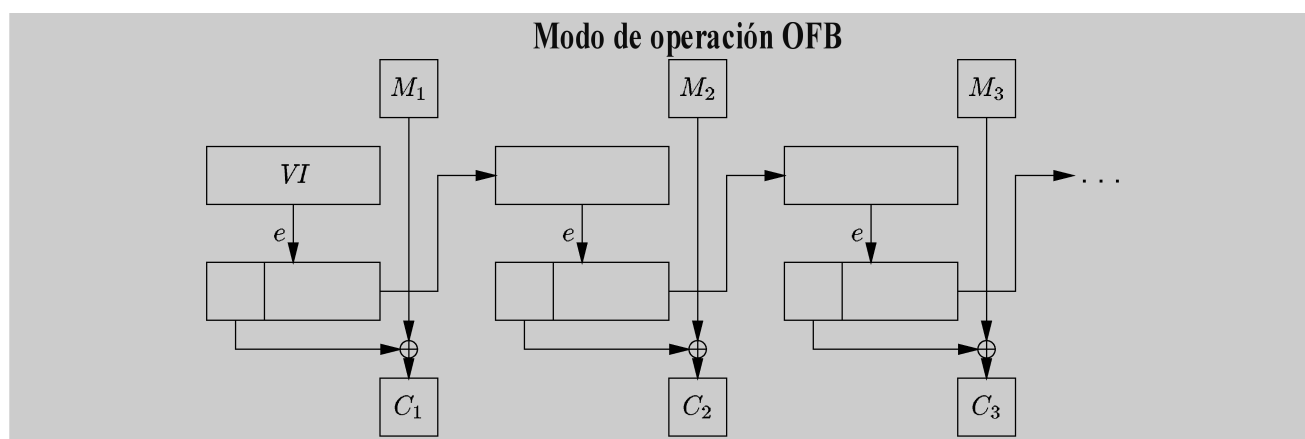 Modo de operación OFB
M₁ M₂ M₃
VI . . .
e e e
C₁ C₂ C₃